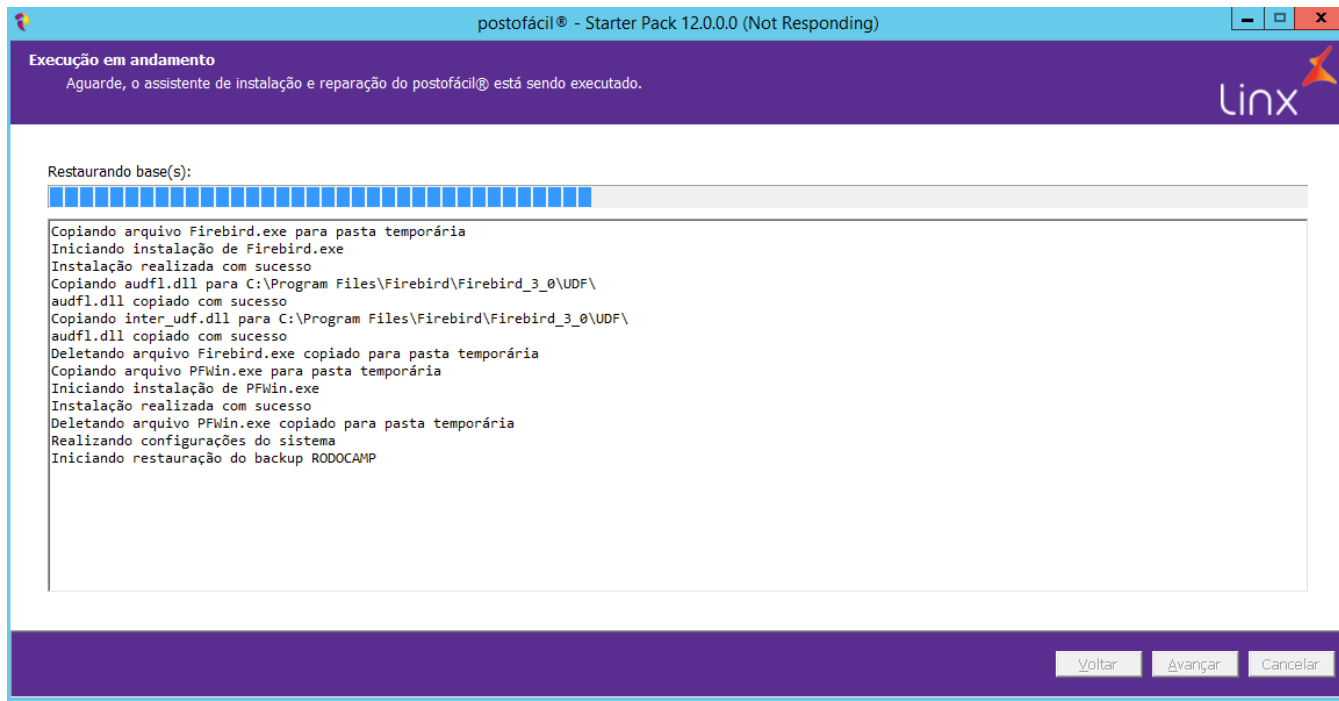 postofácil® - Starter Pack 12.0.0.0 (Not Responding)
Execução em andamento
Aguarde, o assistente de instalação e reparação do postofácil® está sendo executado.
Linx
Restaurando base(s):
Copiando arquivo Firebird.exe para pasta temporária
Iniciando instalação de Firebird.exe
Instalação realizada com sucesso
Copiando audfl.dll para C:\Program Files\Firebird\Firebird_3_0\UDF\
audfl.dll copiado com sucesso
Copiando inter_udf.dll para C:\Program Files\Firebird\Firebird_3_0\UDF\
audfl.dll copiado com sucesso
Deletando arquivo Firebird.exe copiado para pasta temporária
Copiando arquivo PFWin.exe para pasta temporária
Iniciando instalação de PFWin.exe
Instalação realizada com sucesso
Deletando arquivo PFWin.exe copiado para pasta temporária
Realizando configurações do sistema
Iniciando restauração do backup RODOCAMP
Voltar Avançar Cancelar